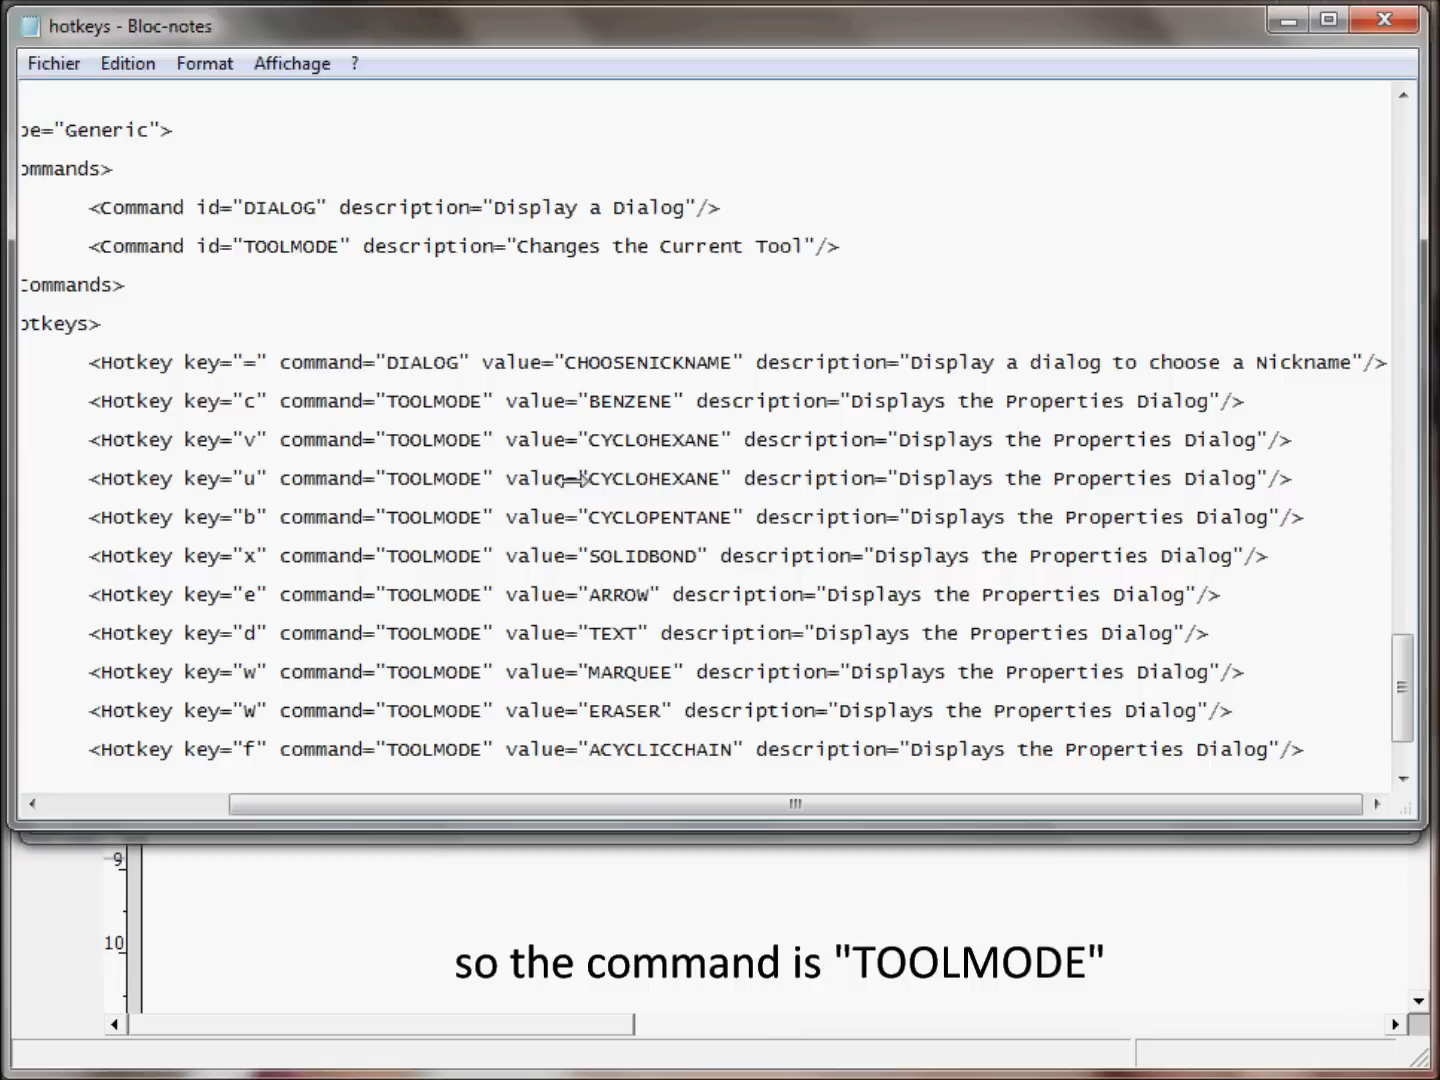 hotkeys - Bloc-notes
Fichier Edition Format Affichage ?
pe="Generic">
ommands>
<Command id="DIALOG" description="Display a Dialog"/>
<Command id="TOOLMODE" description="Changes the Current Tool"/>
Commands>
otkeys>
<Hotkey key="=" command="DIALOG" value="CHOOSENICKNAME" description="Display a dialog to choose a Nickname"/>
<Hotkey key="c" command="TOOLMODE" value="BENZENE" description="Displays the Properties Dialog"/>
<Hotkey key="v" command="TOOLMODE" value="CYCLOHEXANE" description="Displays the Properties Dialog"/>
<Hotkey key="u" command="TOOLMODE" value="CYCLOHEXANE" description="Displays the Properties Dialog"/>
<Hotkey key="b" command="TOOLMODE" value="CYCLOPENTANE" description="Displays the Properties Dialog"/>
<Hotkey key="x" command="TOOLMODE" value="SOLIDBOND" description="Displays the Properties Dialog"/>
<Hotkey key="e" command="TOOLMODE" value="ARROW" description="Displays the Properties Dialog"/>
<Hotkey key="d" command="TOOLMODE" value="TEXT" description="Displays the Properties Dialog"/>
<Hotkey key="w" command="TOOLMODE" value="MARQUEE" description="Displays the Properties Dialog"/>
<Hotkey key="W" command="TOOLMODE" value="ERASER" description="Displays the Properties Dialog"/>
<Hotkey key="f" command="TOOLMODE" value="ACYCLICCHAIN" description="Displays the Properties Dialog"/>
9
10
so the command is "TOOLMODE"